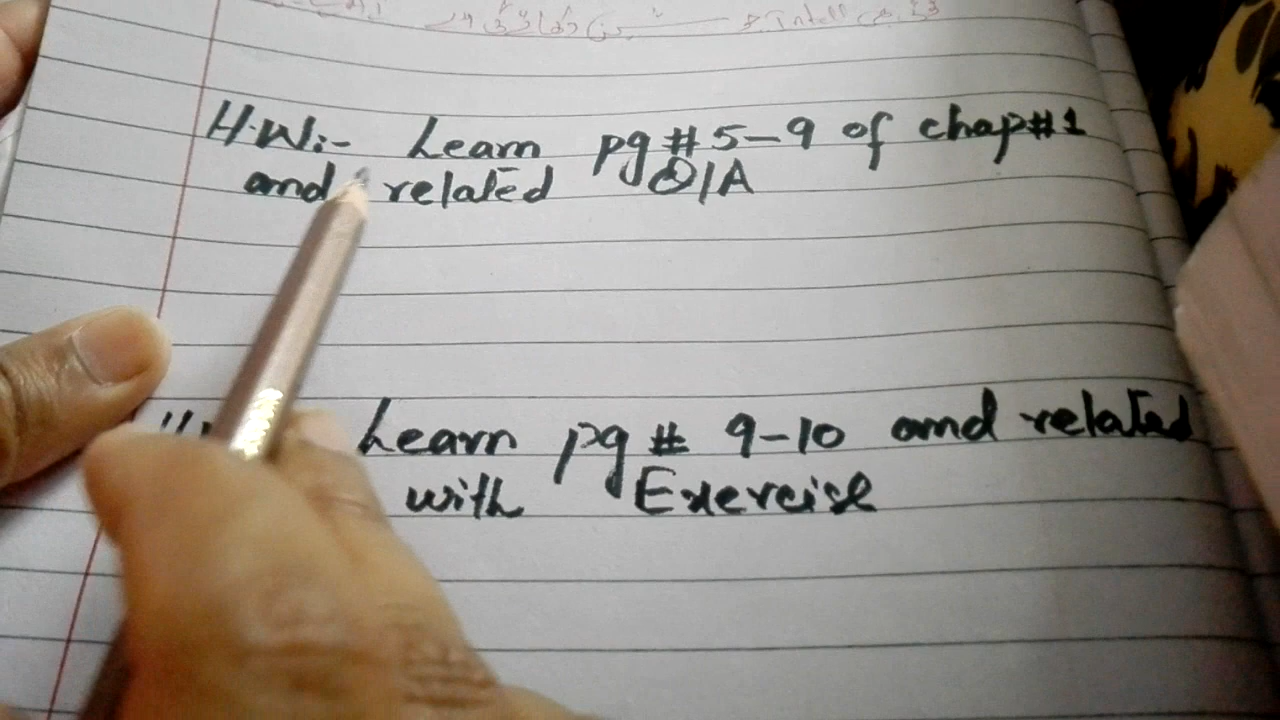 H.W:- Learn pg # 5-9 of chap#1
and related Q/A
Learn pg # 9-10 and related
with Exercise